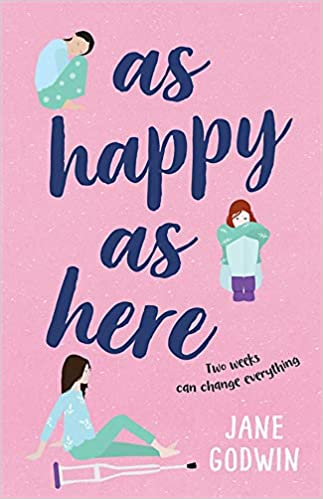 as
happy
as
here
Two weeks
can change everything
JANE
GODWIN